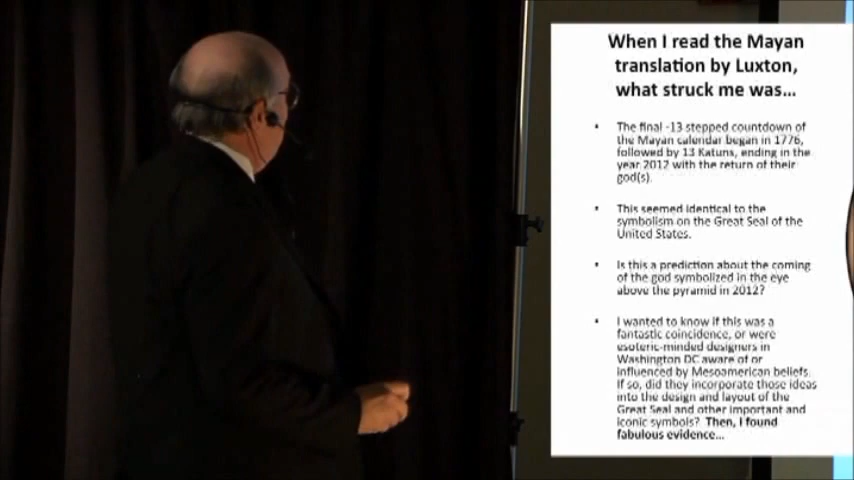 When I read the Mayan
translation by Luxton,
what struck me was...
• The final -13 stepped countdown of
the Mayan calendar began in 1776,
followed by 13 Katuns, ending in the
year 2012 with the return of their
god(s).
• This seemed identical to the
symbolism on the Great Seal of the
United States.
• Is this a prediction about the coming
of the god symbolized in the eye
above the pyramid in 2012?
• I wanted to know if this was a
fantastic coincidence, or were
esoteric-minded designers in
Washington DC aware of or
influenced by Mesoamerican beliefs.
If so, did they incorporate those ideas
into the design and layout of the
Great Seal and other important and
iconic symbols? Then, I found
fabulous evidence...